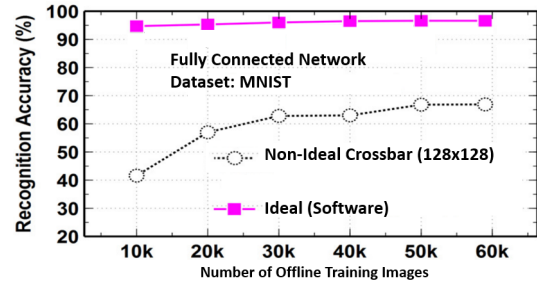 100
90
80
70
60
50
40
30
20
Recognition Accuracy (%)
Fully Connected Network
Dataset: MNIST
Non-Ideal Crossbar (128x128)
Ideal (Software)
10k 20k 30k 40k 50k 60k
Number of Offline Training Images